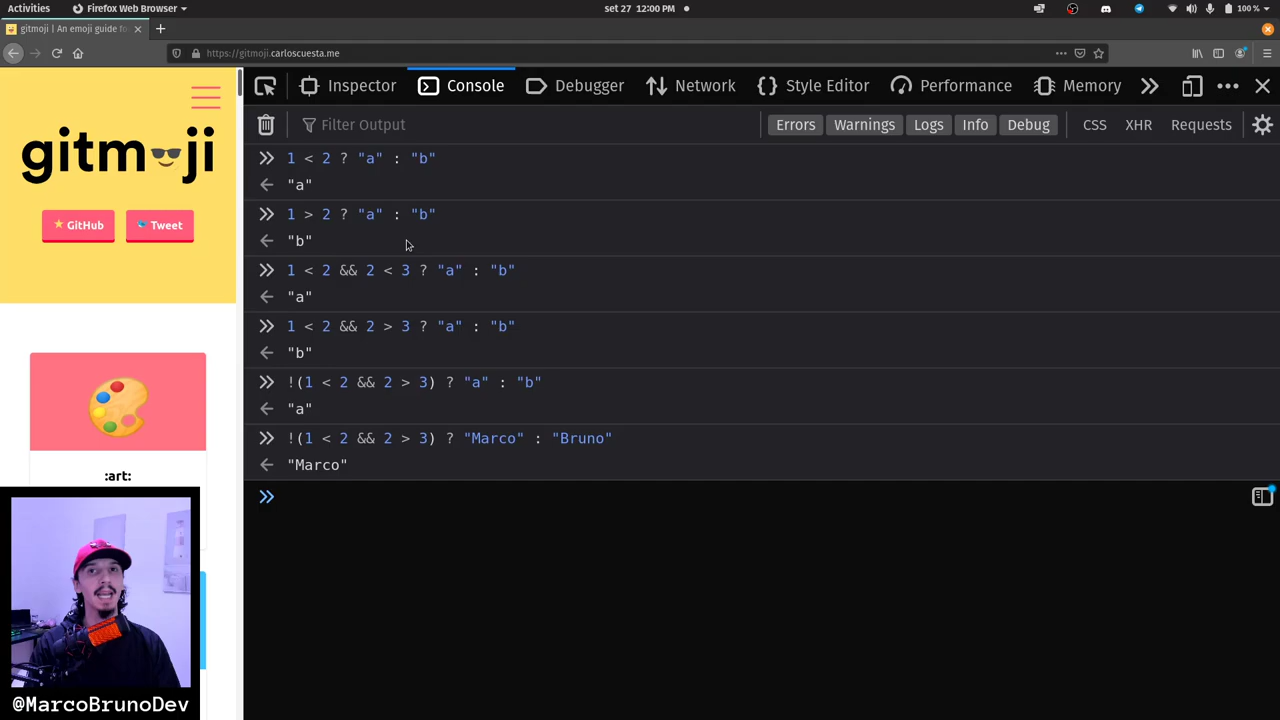 Activities
Firefox Web Browser
set 27 12:00 PM
100 %
gitmoji | An emoji guide fo
https://gitmoji.carloscuesta.me
gitmoji
GitHub
Tweet
:art:
@MarcoBrunoDev
Inspector
Console
Debugger
Network
Style Editor
Performance
Memory
Filter Output
Errors
Warnings
Logs
Info
Debug
CSS
XHR
Requests
1 < 2 ? "a" : "b"
"a"
1 > 2 ? "a" : "b"
"b"
1 < 2 && 2 < 3 ? "a" : "b"
"a"
1 < 2 && 2 > 3 ? "a" : "b"
"b"
!(1 < 2 && 2 > 3) ? "a" : "b"
"a"
!(1 < 2 && 2 > 3) ? "Marco" : "Bruno"
"Marco"